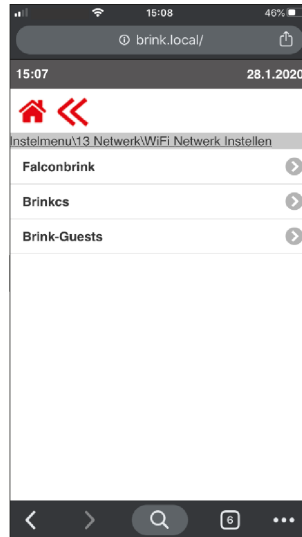 15:08
46%
brink.local/
15:07 28.1.2020
Instelmenu\13 Netwerk\WiFi Netwerk Instellen
Falconbrink
Brinkcs
Brink-Guests
6